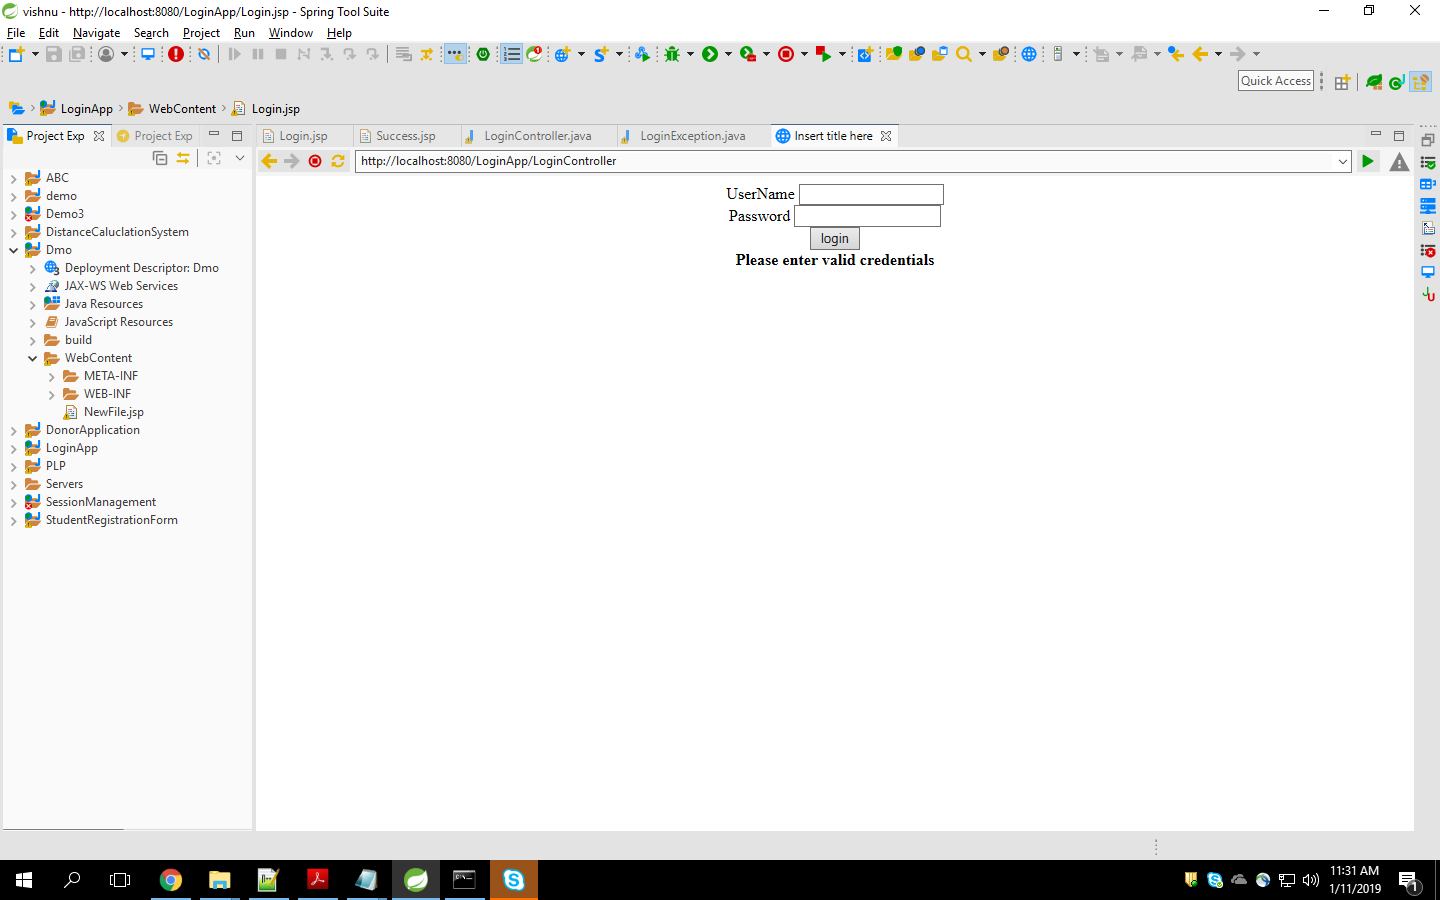 vishnu - http://localhost:8080/LoginApp/Login.jsp - Spring Tool Suite
File Edit Navigate Search Project Run Window Help
Quick Access
LoginApp WebContent Login.jsp
Project Exp Project Exp
Login.jsp Success.jsp LoginController.java LoginException.java Insert title here
http://localhost:8080/LoginApp/LoginController
ABC
demo
Demo3
DistanceCaluclationSystem
Dmo
Deployment Descriptor: Dmo
JAX-WS Web Services
Java Resources
JavaScript Resources
build
WebContent
META-INF
WEB-INF
NewFile.jsp
DonorApplication
LoginApp
PLP
Servers
SessionManagement
StudentRegistrationForm
UserName
Password
login
Please enter valid credentials
11:31 AM
1/11/2019
1